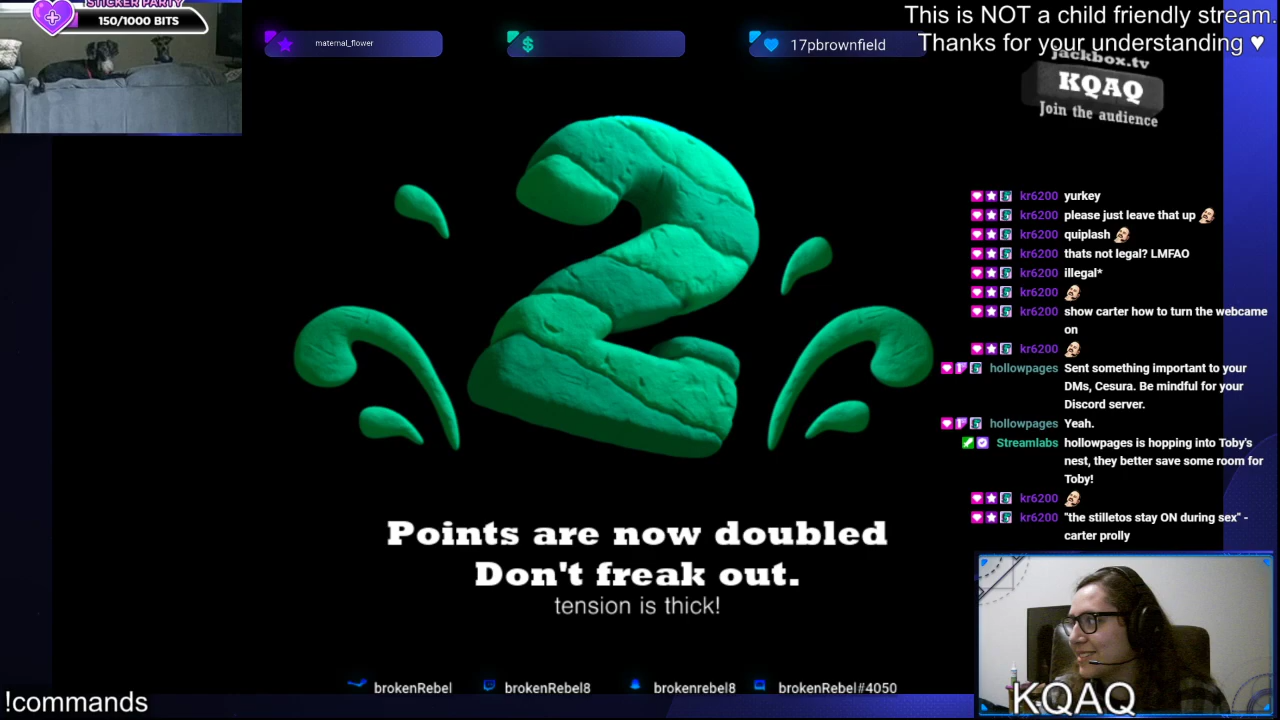 STICKER PARTY
150/1000 BITS
maternal_flower
$
17pbrownfield
This is NOT a child friendly stream.
Thanks for your understanding ♥
jackbox.tv
KQAQ
Join the audience
2
kr6200 yurkey
kr6200 please just leave that up
kr6200 quiplash
kr6200 thats not legal? LMFAO
kr6200 illegal*
kr6200
kr6200 show carter how to turn the webcame
on
kr6200
hollowpages Sent something important to your
DMs, Cesura. Be mindful for your
Discord server.
hollowpages Yeah.
Streamlabs hollowpages is hopping into Toby's
nest, they better save some room for
Toby!
kr6200
kr6200 "the stilletos stay ON during sex" -
carter prolly
Points are now doubled
Don't freak out.
tension is thick!
brokenRebel brokenRebel8 brokenrebel8 brokenRebel#4050
!commands
KQAQ